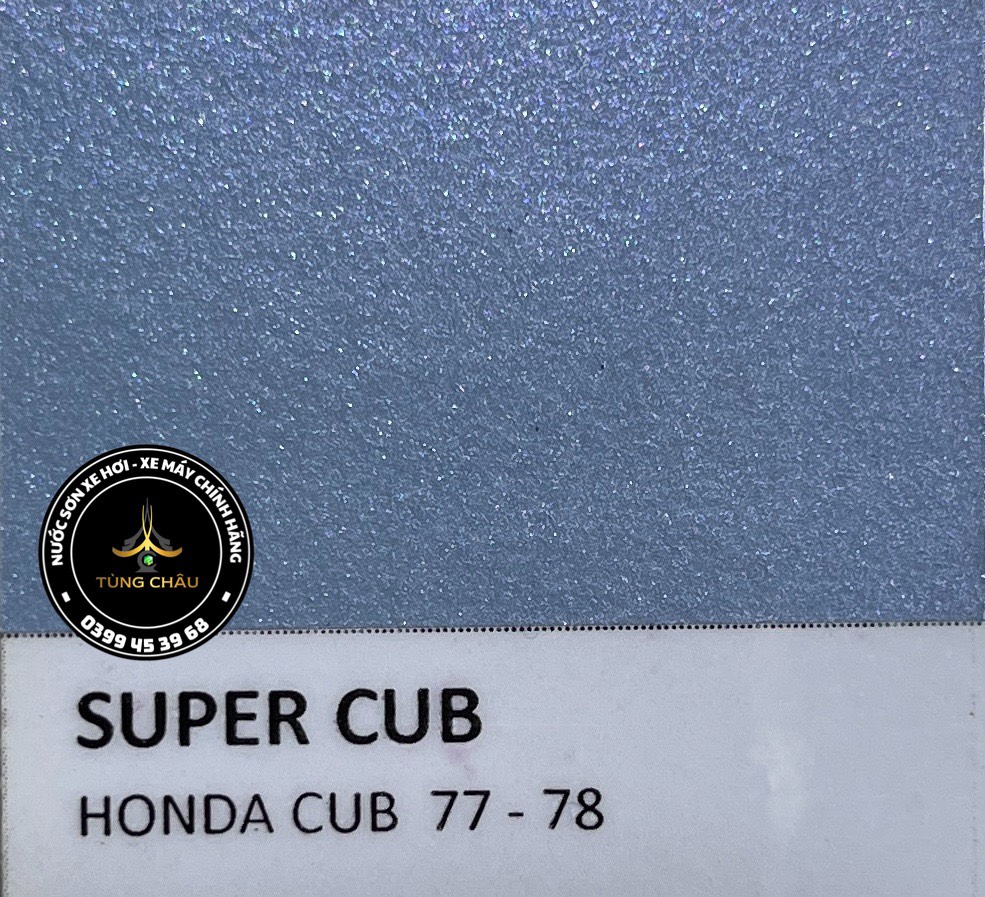 NƯỚC SƠN XE HƠI - XE MÁY CHÍNH HÃNG
TÙNG CHÂU
0399 45 39 68
SUPER CUB
HONDA CUB 77 - 78